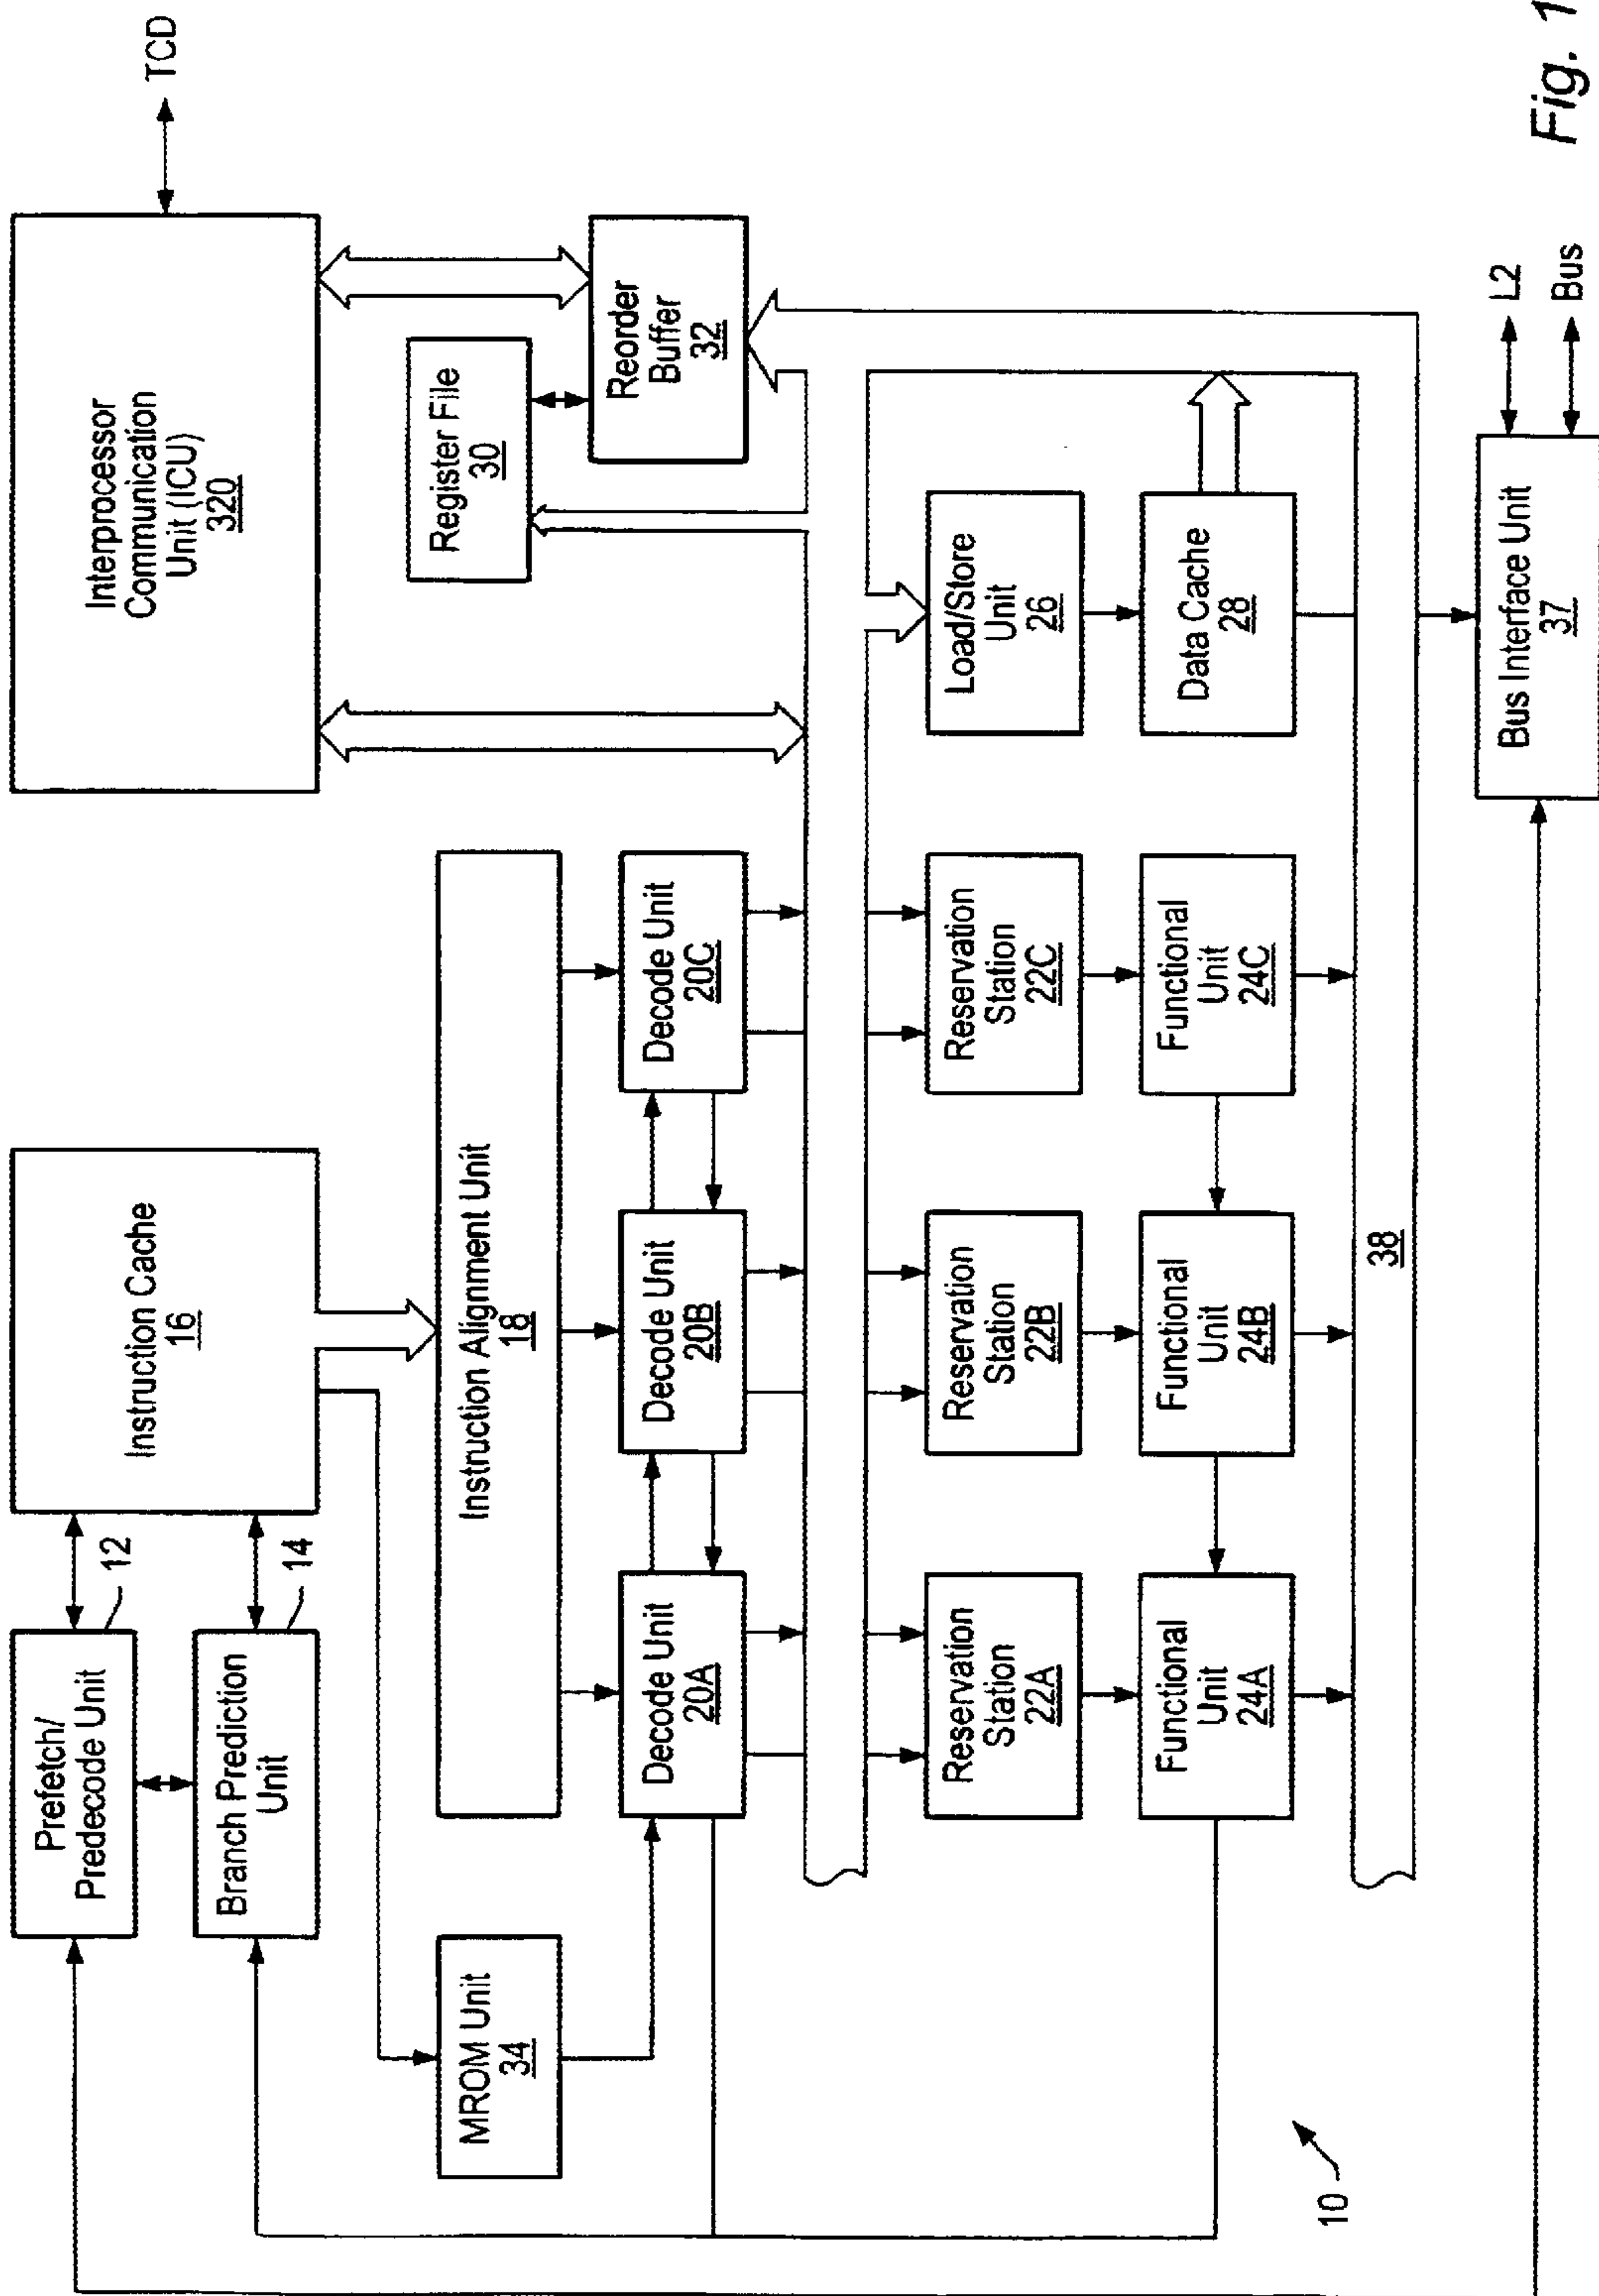 Prefetch/
Predecode Unit
12
Branch Prediction
Unit
14
Instruction Cache
16
Interprocessor
Communication
Unit (ICU)
320
TCD
MROM Unit
34
Instruction Alignment Unit
18
Register File
30
Reorder
Buffer
32
Decode Unit
20A
Decode Unit
20B
Decode Unit
20C
Reservation
Station
22A
Reservation
Station
22B
Reservation
Station
22C
Load/Store
Unit
26
Functional
Unit
24A
Functional
Unit
24B
Functional
Unit
24C
Data Cache
28
38
10
Bus Interface Unit
37
L2
Bus
Fig. 1